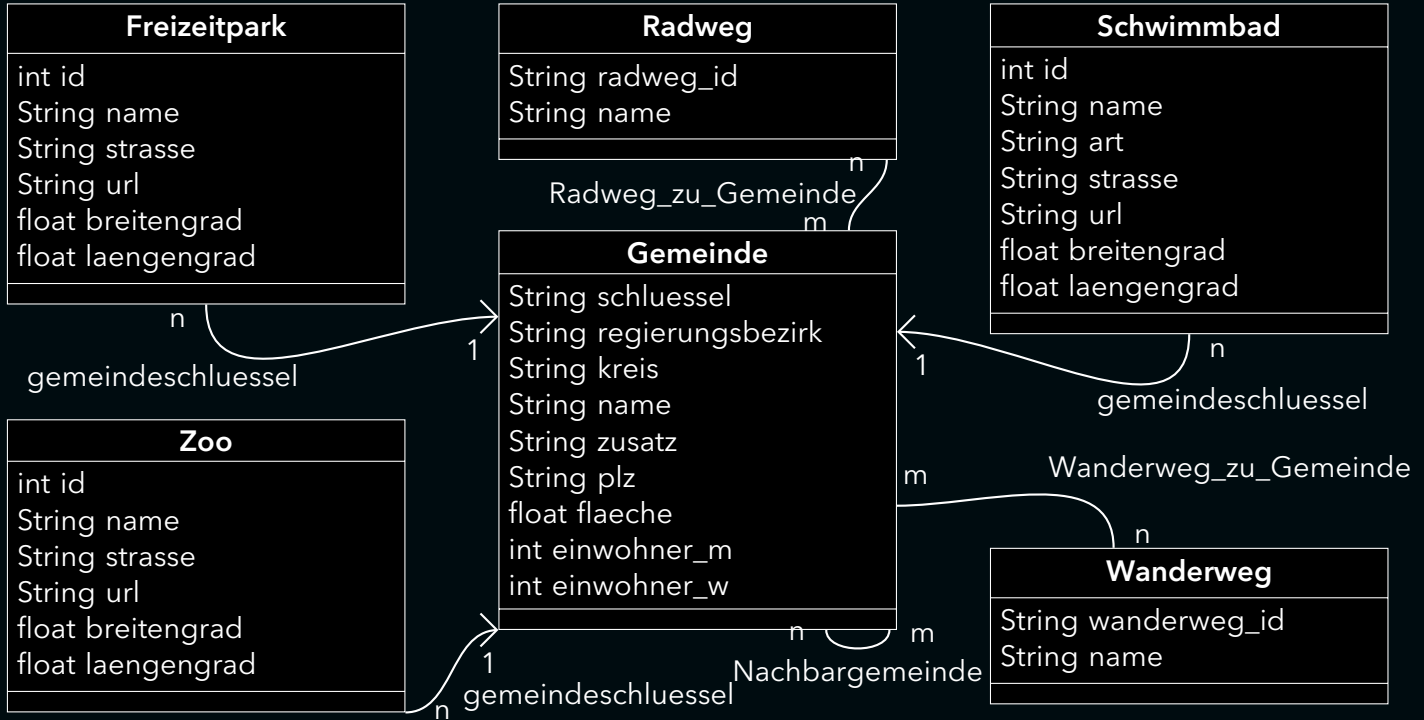 Freizeitpark
int id
String name
String strasse
String url
float breitengrad
float laengengrad
n
gemeindeschluessel
1
Radweg
String radweg_id
String name
n
Radweg_zu_Gemeinde
m
Schwimmbad
int id
String name
String art
String strasse
String url
float breitengrad
float laengengrad
n
1
gemeindeschluessel
Gemeinde
String schluessel
String regierungsbezirk
String kreis
String name
String zusatz
String plz
float flaeche
int einwohner_m
int einwohner_w
n
m
Nachbargemeinde
Zoo
int id
String name
String strasse
String url
float breitengrad
float laengengrad
n
1
gemeindeschluessel
m
Wanderweg_zu_Gemeinde
n
Wanderweg
String wanderweg_id
String name